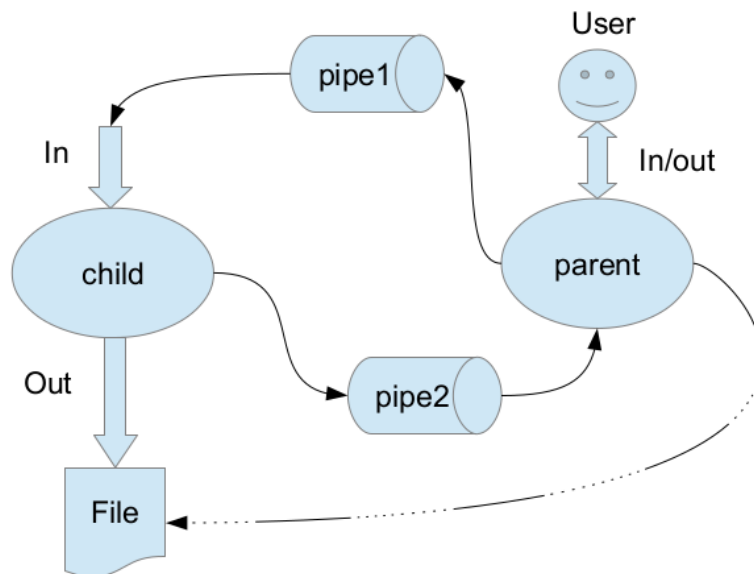 User
pipe1
In
In/out
child
parent
Out
pipe2
File